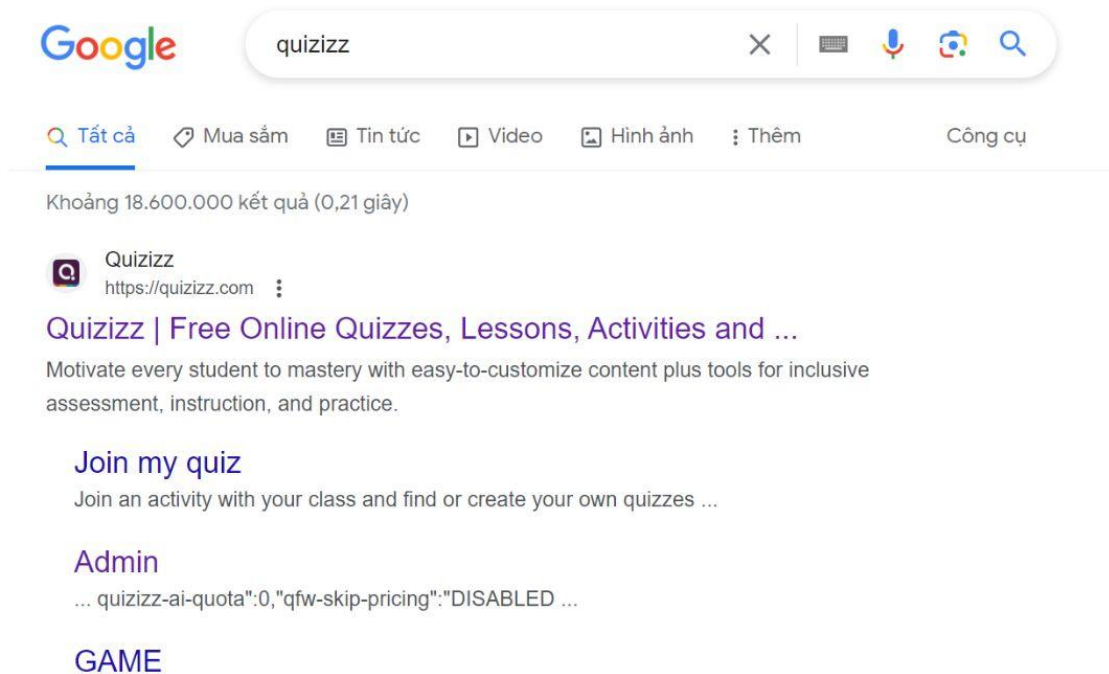 Google
quizizz
Tất cả Mua sắm Tin tức Video Hình ảnh Thêm Công cụ
Khoảng 18.600.000 kết quả (0,21 giây)
Quizizz
https://quizizz.com
Quizizz | Free Online Quizzes, Lessons, Activities and ...
Motivate every student to mastery with easy-to-customize content plus tools for inclusive
assessment, instruction, and practice.
Join my quiz
Join an activity with your class and find or create your own quizzes ...
Admin
... quizizz-ai-quota":0,"qfw-skip-pricing":"DISABLED ...
GAME